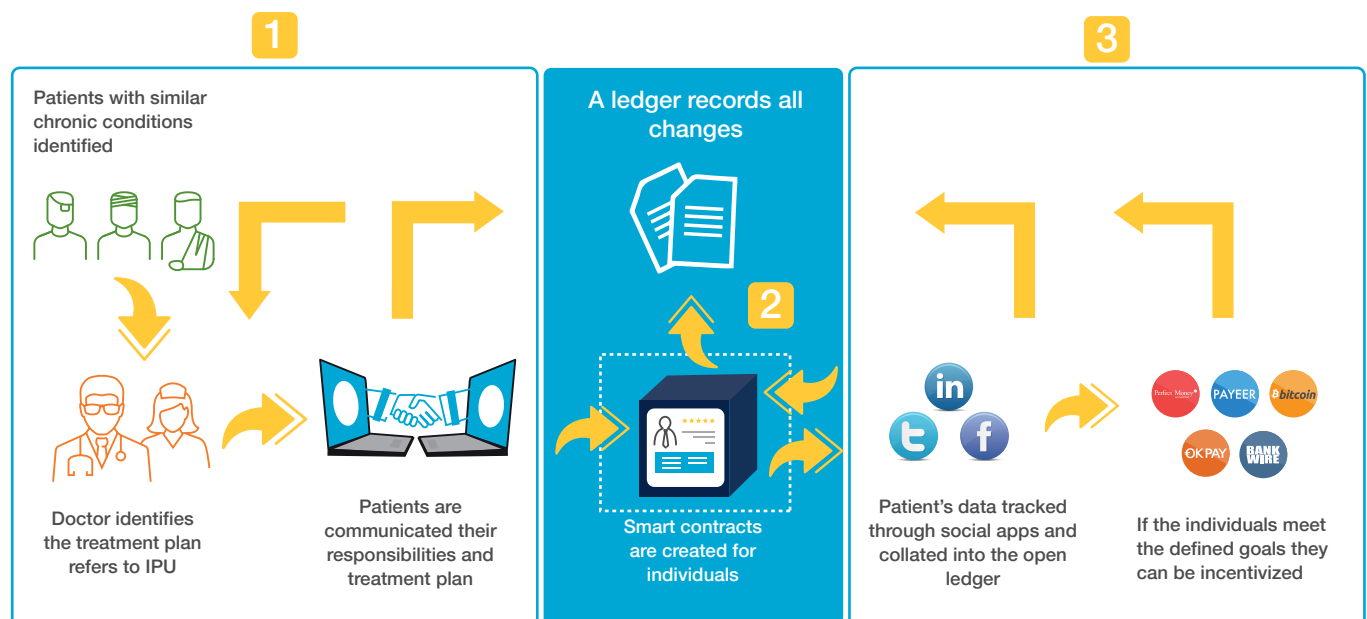 1
3
Patients with similar
chronic conditions
identified
A ledger records all
changes
2
in
t
f
Perfect Money
PAYEER
bitcoin
OKPAY
BANK
WIRE
Doctor identifies
the treatment plan
refers to IPU
Patients are
communicated their
responsibilities and
treatment plan
Smart contracts
are created for
individuals
Patient’s data tracked
through social apps and
collated into the open
ledger
If the individuals meet
the defined goals they
can be incentivized